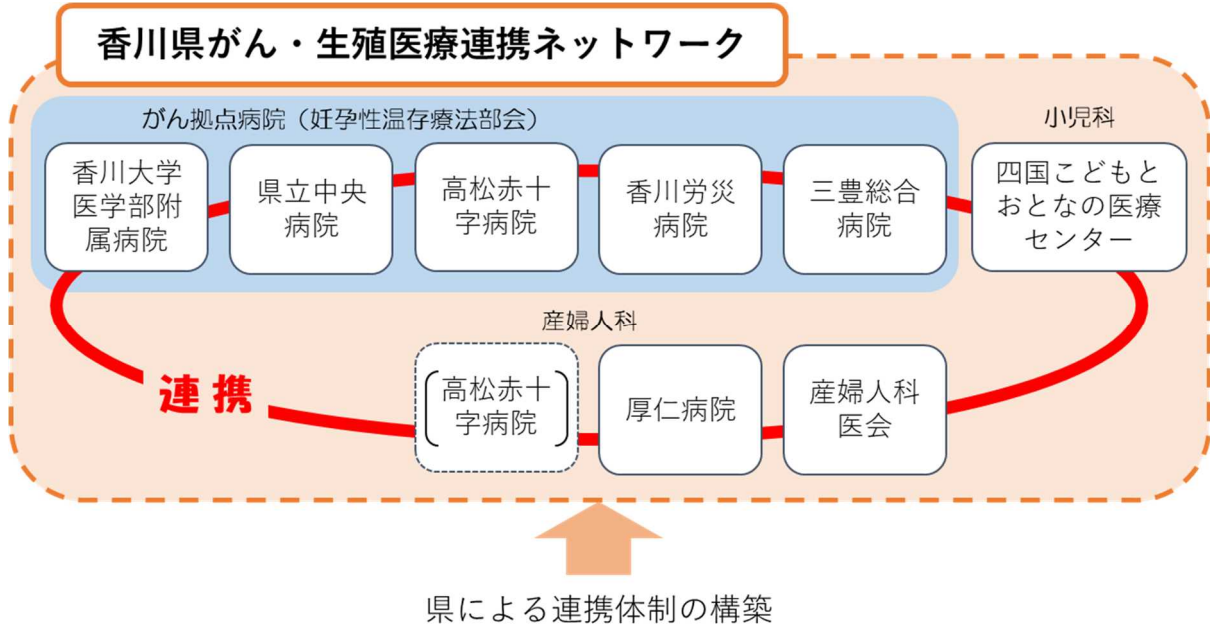 香川県がん・生殖医療連携ネットワーク
がん拠点病院（妊孕性温存療法部会）
小児科
香川大学
医学部附
属病院
県立中央
病院
高松赤十
字病院
香川労災
病院
三豊総合
病院
四国こどもと
おとなの医療
センター
産婦人科
連携
高松赤十
字病院
厚仁病院
産婦人科
医会
県による連携体制の構築